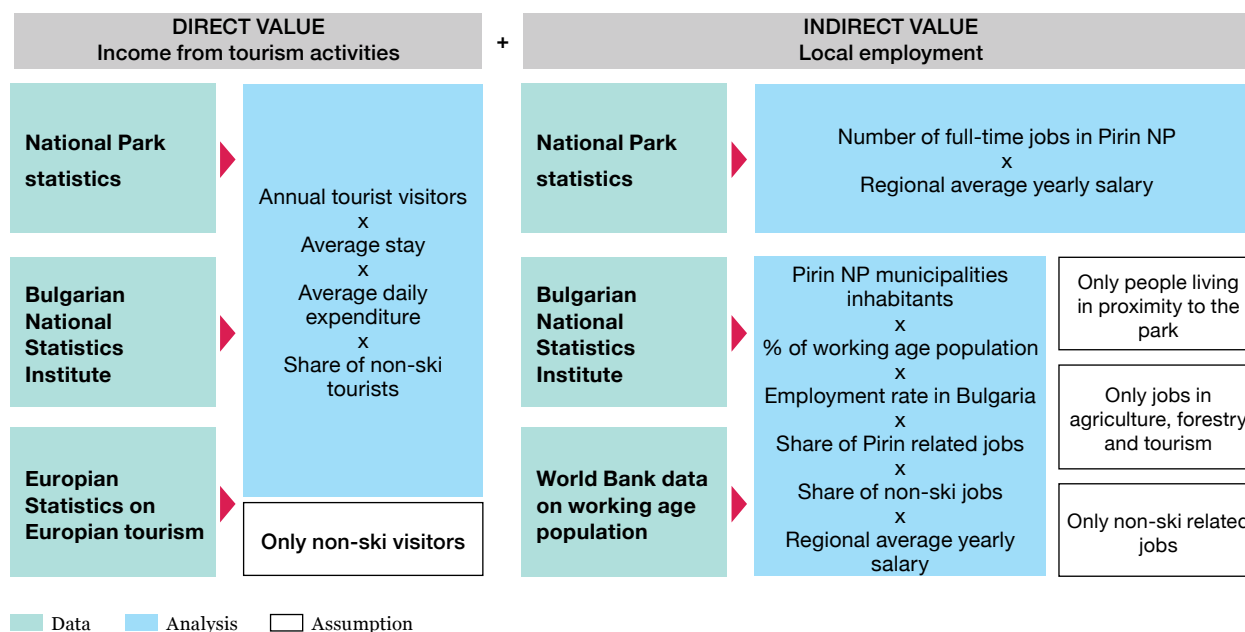 DIRECT VALUE
Income from tourism activities
+
INDIRECT VALUE
Local employment
National Park
statistics
Bulgarian
National
Statistics
Institute
Europian
Statistics on
Europian tourism
Annual tourist visitors
x
Average stay
x
Average daily
expenditure
x
Share of non-ski
tourists
Only non-ski visitors
National Park
statistics
Number of full-time jobs in Pirin NP
x
Regional average yearly salary
Bulgarian
National
Statistics
Institute
World Bank data
on working age
population
Pirin NP municipalities
inhabitants
x
% of working age population
x
Employment rate in Bulgaria
x
Share of Pirin related jobs
x
Share of non-ski jobs
x
Regional average yearly
salary
Only people living
in proximity to the
park
Only jobs in
agriculture, forestry
and tourism
Only non-ski related
jobs
Data
Analysis
Assumption